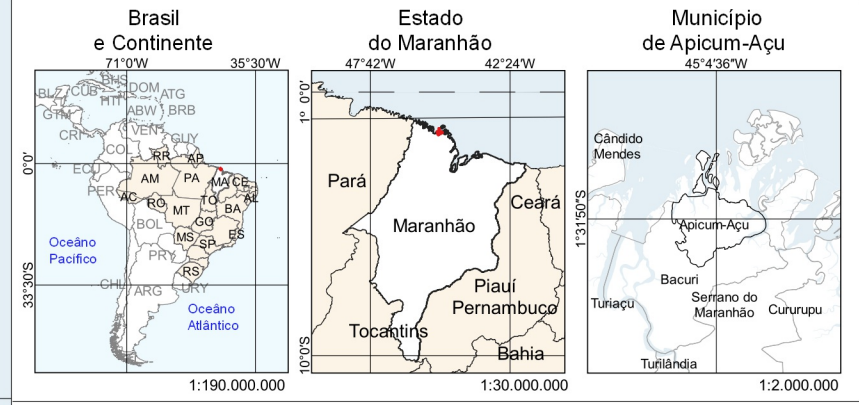 Brasil
e Continente
71°0'W 35°30'W
0°0'
33°30'S
BHS
BLZ CUB DOM ATG
HTI
GTM ABW BRB
CRI VEN GUY
CO
RR AP
ECU
AM PA MA CE
PER
AC RO TO AL
MT BA
BOL GO
MS ES
SP
PRY
RS
CHL ARG URY
Oceâno
Pacífico
Oceâno
Atlântico
1:190.000.000
Estado
do Maranhão
47°42'W 42°24'W
0°0'
1°
10°0'S
Pará
Ceará
Maranhão
Piauí
Pernambuco
Tocantins
Bahia
1:30.000.000
Município
de Apicum-Açu
45°4'36"W
1°31'50"S
Cândido
Mendes
Apicum-Açu
Bacuri
Serrano do
Maranhão
Turiaçu
Cururupu
Turilândia
1:2.000.000